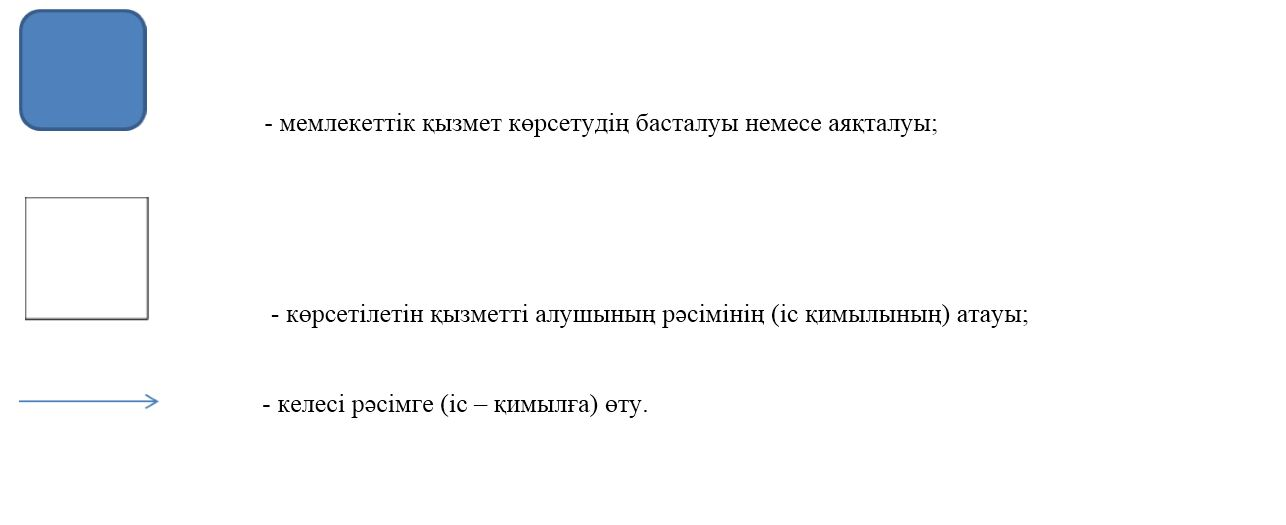 - мемлекеттік қызмет көрсетудің басталуы немесе аяқталуы;
- көрсетілетін қызметті алушының рәсімінің (іс қимылының) атауы;
- келесі рәсімге (іс – қимылға) өту.